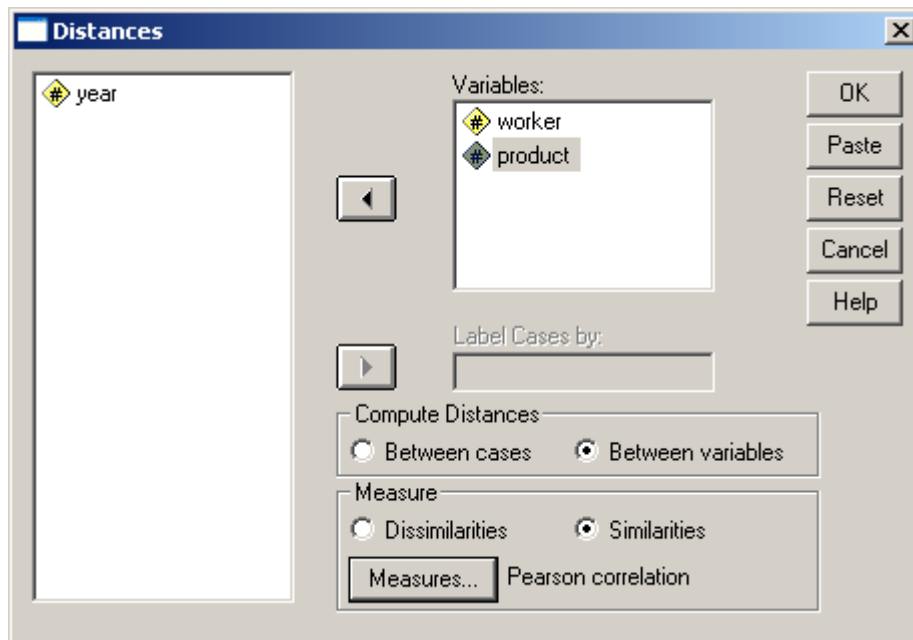 Distances
# year
Variables:
# worker
# product
OK
Paste
Reset
Cancel
Help
Label Cases by:
Compute Distances
Between cases
Between variables
Measure
Dissimilarities
Similarities
Measures...
Pearson correlation